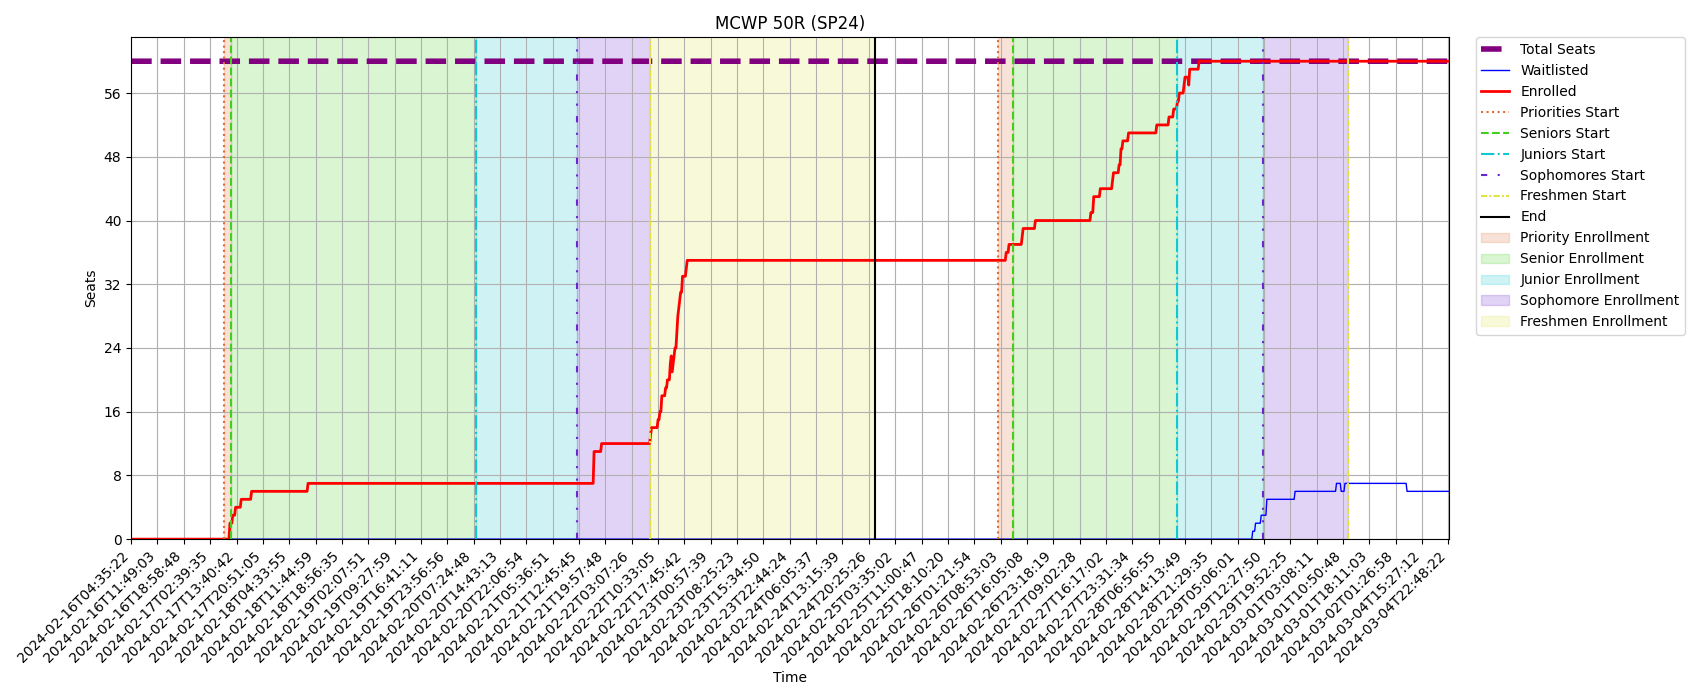 MCWP 50R (SP24)
Seats
56
48
40
32
24
16
8
0
2024-02-16T04:35:22
2024-02-16T11:49:03
2024-02-16T18:58:48
2024-02-17T02:39:35
2024-02-17T13:40:42
2024-02-17T20:51:05
2024-02-18T04:33:55
2024-02-18T11:44:59
2024-02-18T18:56:35
2024-02-19T02:07:51
2024-02-19T09:27:59
2024-02-19T16:41:11
2024-02-19T23:56:56
2024-02-20T07:24:48
2024-02-20T14:43:13
2024-02-20T22:06:54
2024-02-21T05:36:51
2024-02-21T12:45:45
2024-02-21T19:57:48
2024-02-22T03:07:26
2024-02-22T10:33:05
2024-02-22T17:45:42
2024-02-23T00:57:39
2024-02-23T08:25:23
2024-02-23T15:34:50
2024-02-23T22:44:24
2024-02-24T06:05:37
2024-02-24T13:15:39
2024-02-24T20:25:26
2024-02-25T03:35:02
2024-02-25T11:00:47
2024-02-25T18:10:20
2024-02-26T01:21:54
2024-02-26T08:53:03
2024-02-26T16:05:08
2024-02-26T23:18:19
2024-02-27T09:02:28
2024-02-27T16:17:02
2024-02-27T23:31:34
2024-02-28T06:56:55
2024-02-28T14:13:49
2024-02-28T21:29:35
2024-02-29T05:06:01
2024-02-29T12:27:50
2024-02-29T19:52:25
2024-03-01T03:08:11
2024-03-01T10:50:48
2024-03-01T18:11:03
2024-03-02T01:26:58
2024-03-04T15:27:12
2024-03-04T22:48:22
Time
Total Seats
Waitlisted
Enrolled
Priorities Start
Seniors Start
Juniors Start
Sophomores Start
Freshmen Start
End
Priority Enrollment
Senior Enrollment
Junior Enrollment
Sophomore Enrollment
Freshmen Enrollment